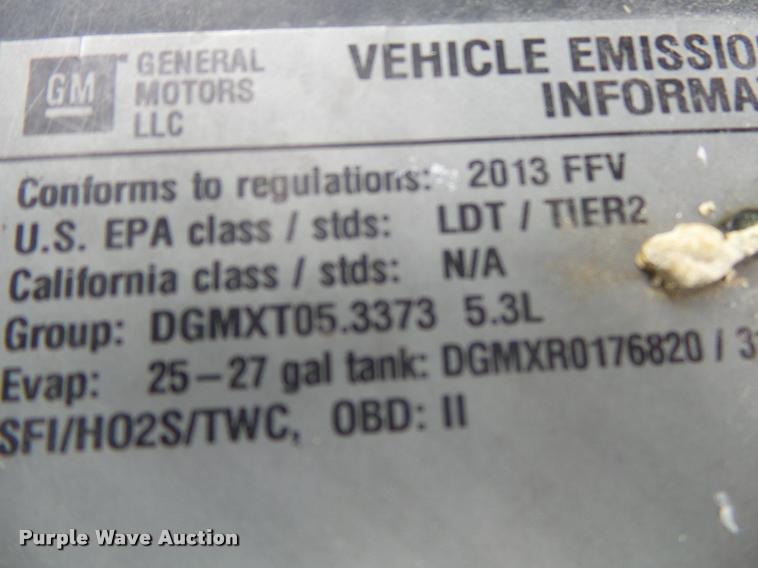 GM GENERAL MOTORS LLC
VEHICLE EMISSIO
INFORMA
Conforms to regulations: 2013 FFV
U.S. EPA class / stds: LDT / TIER2
California class / stds: N/A
Group: DGMXT05.3373 5.3L
Evap: 25-27 gal tank: DGMXR0176820 / 3
SFI/HO2S/TWC, OBD: II
Purple Wave Auction